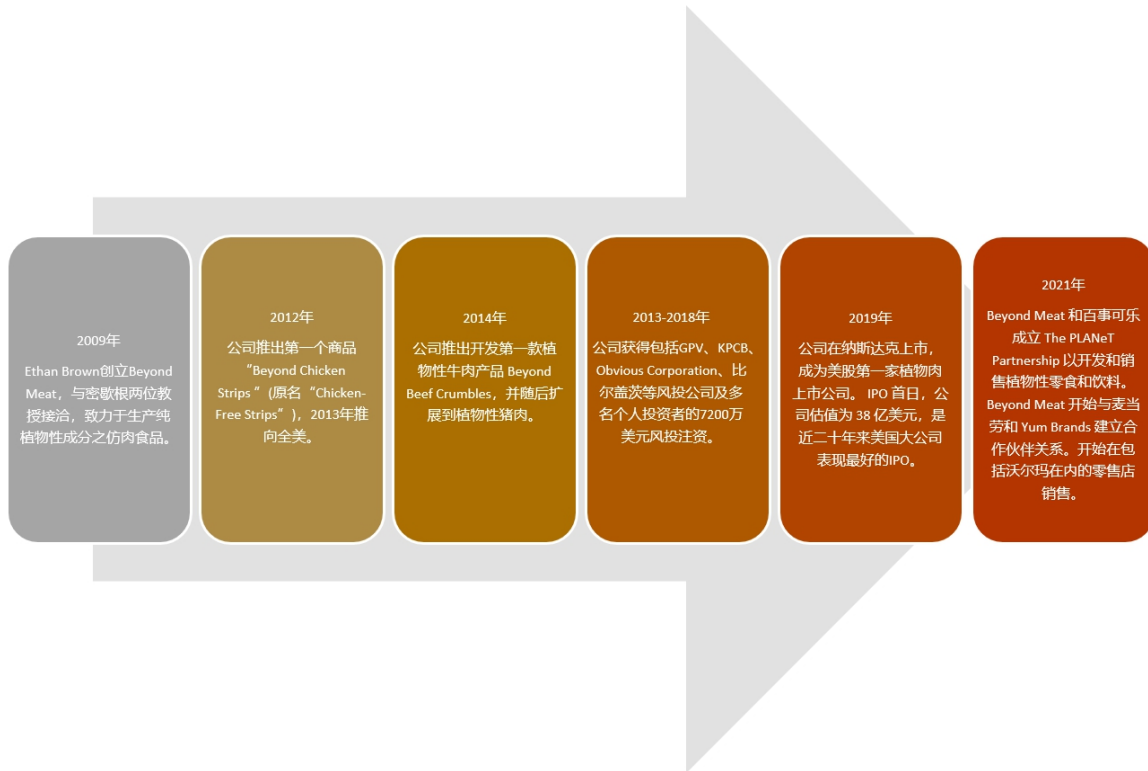 2009年
Ethan Brown创立Beyond
Meat，与密歇根两位教
授接洽，致力于生产纯
植物性成分之仿肉食品。
2012年
公司推出第一个商品
“Beyond Chicken
Strips “（原名 “Chicken-
Free Strips”），2013年推
向全美。
2014年
公司推出开发第一款植
物性牛肉产品 Beyond
Beef Crumbles，并随后扩
展到植物性猪肉。
2013-2018年
公司获得包括GPV、KPCB、
Obvious Corporation、比
尔盖茨等风投公司及多
名个人投资者的7200万
美元风投注资。
2019年
公司在纳斯达克上市，
成为美股第一家植物肉
上市公司。 IPO 首日，公
司估值为 38 亿美元，是
近二十年来美国大公司
表现最好的IPO。
2021年
Beyond Meat 和百事可乐
成立 The PLANeT
Partnership 以开发和销
售植物性零食和饮料。
Beyond Meat 开始与麦当
劳和 Yum Brands 建立合
作伙伴关系。开始在包
括沃尔玛在内的零售店
销售。